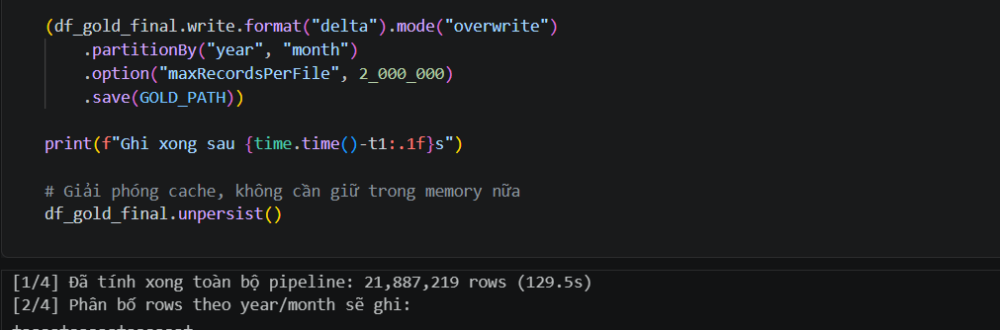 (df_gold_final.write.format("delta").mode("overwrite")
.partitionBy("year", "month")
.option("maxRecordsPerFile", 2_000_000)
.save(GOLD_PATH))
print(f"Ghi xong sau {time.time()-t1:.1f}s")
# Giải phóng cache, không cần giữ trong memory nữa
df_gold_final.unpersist()
[1/4] Đã tính xong toàn bộ pipeline: 21,887,219 rows (129.5s)
[2/4] Phân bố rows theo year/month sẽ ghi: